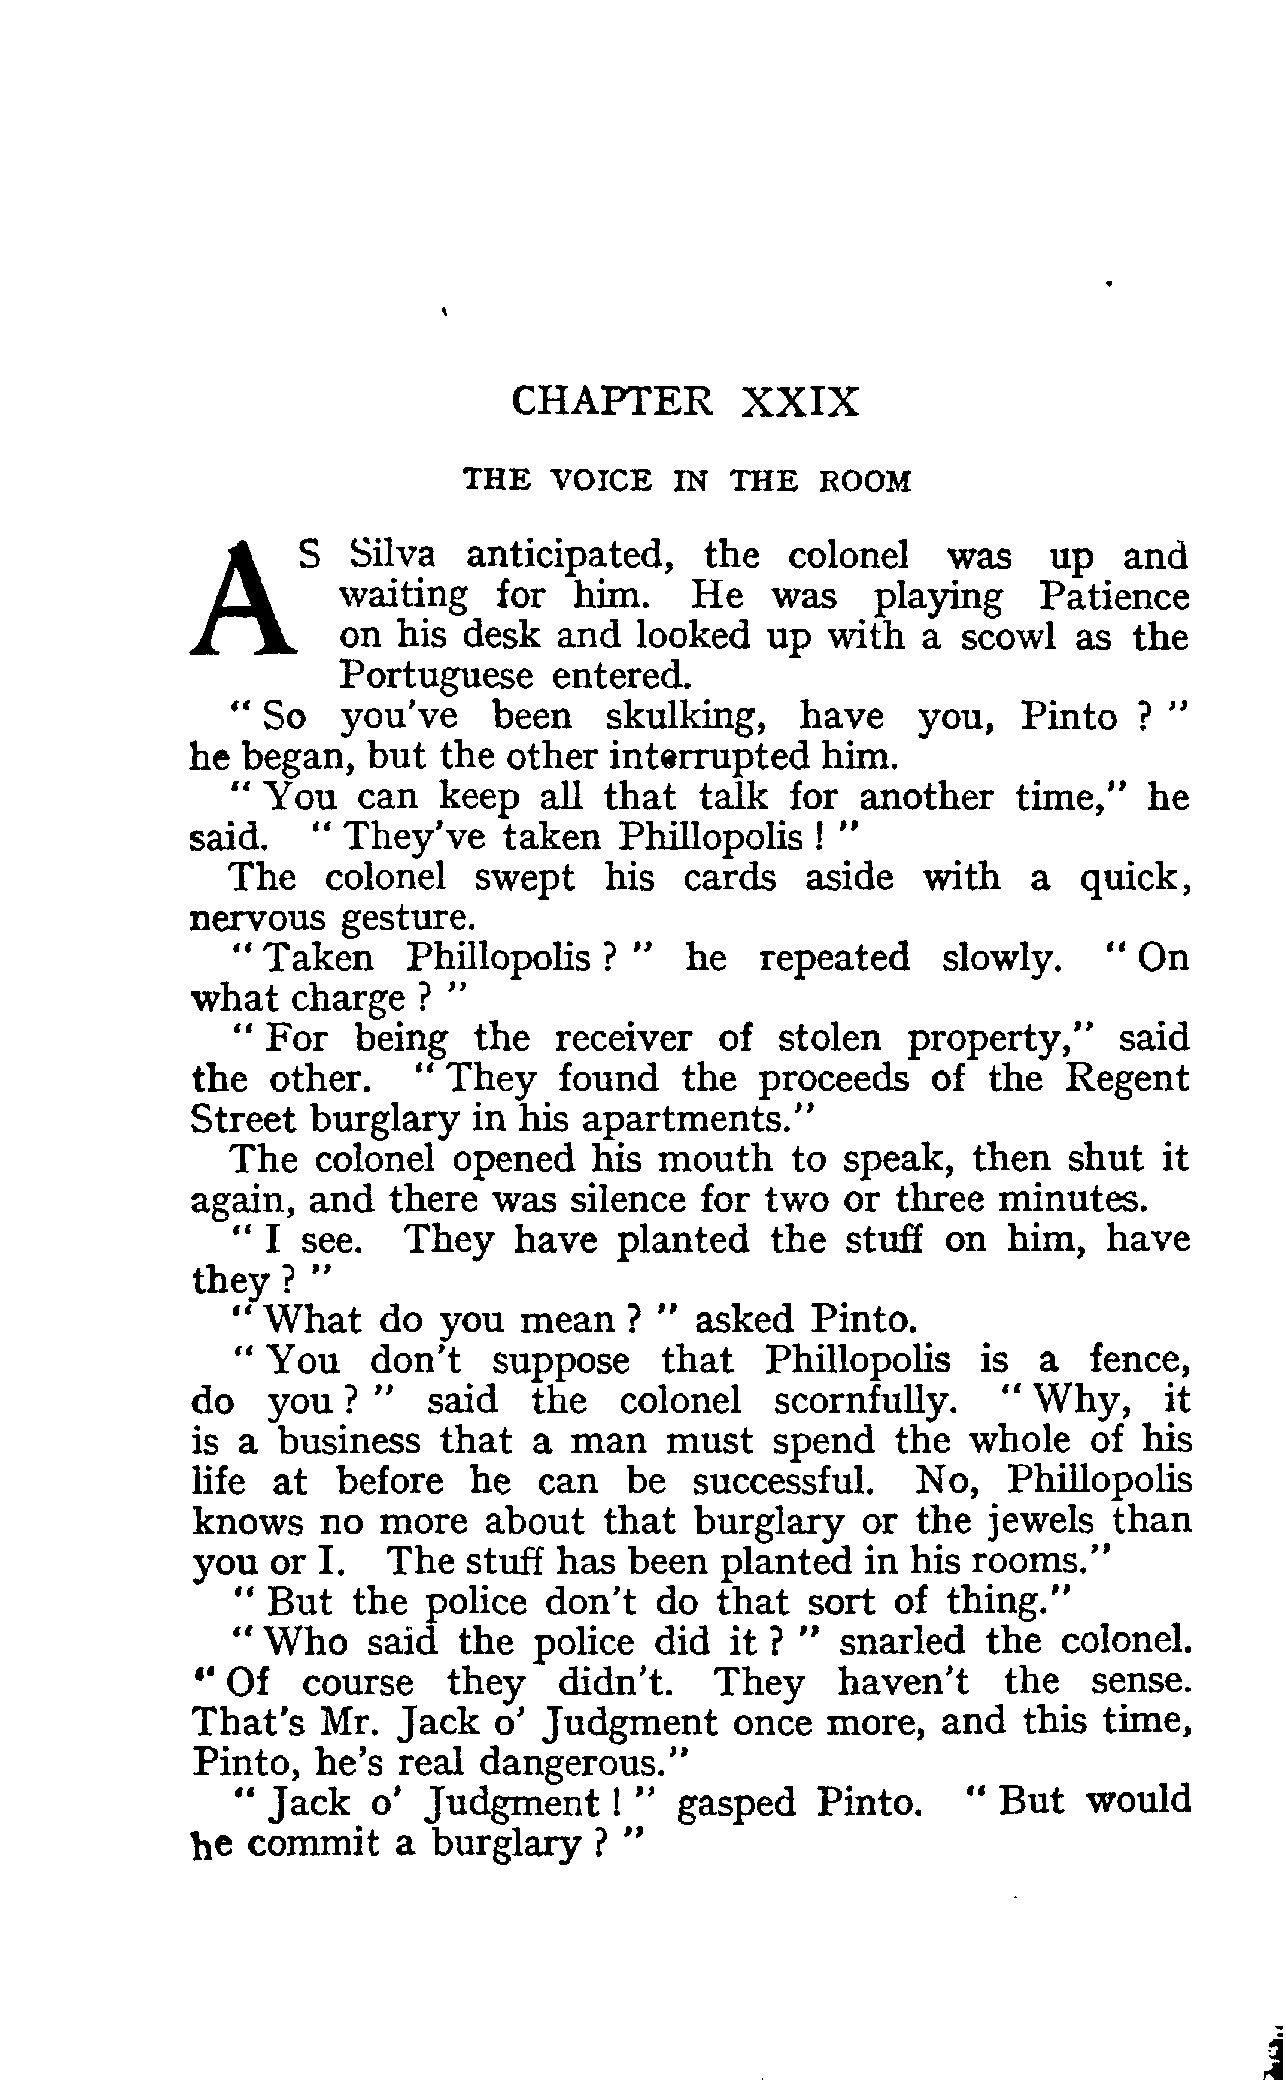 CHAPTER XXIX
THE VOICE IN THE ROOM
AS Silva anticipated, the colonel was up and
waiting for him. He was playing Patience
on his desk and looked up with a scowl as the
Portuguese entered.
" So you've been skulking, have you, Pinto ? "
he began, but the other interrupted him.
" You can keep all that talk for another time," he
said. " They've taken Phillopolis ! "
The colonel swept his cards aside with a quick,
nervous gesture.
" Taken Phillopolis ? " he repeated slowly. " On
what charge ? "
" For being the receiver of stolen property," said
the other. " They found the proceeds of the Regent
Street burglary in his apartments."
The colonel opened his mouth to speak, then shut it
again, and there was silence for two or three minutes.
" I see. They have planted the stuff on him, have
they ? "
" What do you mean ? " asked Pinto.
" You don't suppose that Phillopolis is a fence,
do you ? " said the colonel scornfully. " Why, it
is a business that a man must spend the whole of his
life at before he can be successful. No, Phillopolis
knows no more about that burglary or the jewels than
you or I. The stuff has been planted in his rooms."
" But the police don't do that sort of thing."
" Who said the police did it ? " snarled the colonel.
" Of course they didn't. They haven't the sense.
That's Mr. Jack o' Judgment once more, and this time,
Pinto, he's real dangerous."
" Jack o' Judgment ! " gasped Pinto. " But would
he commit a burglary ? "